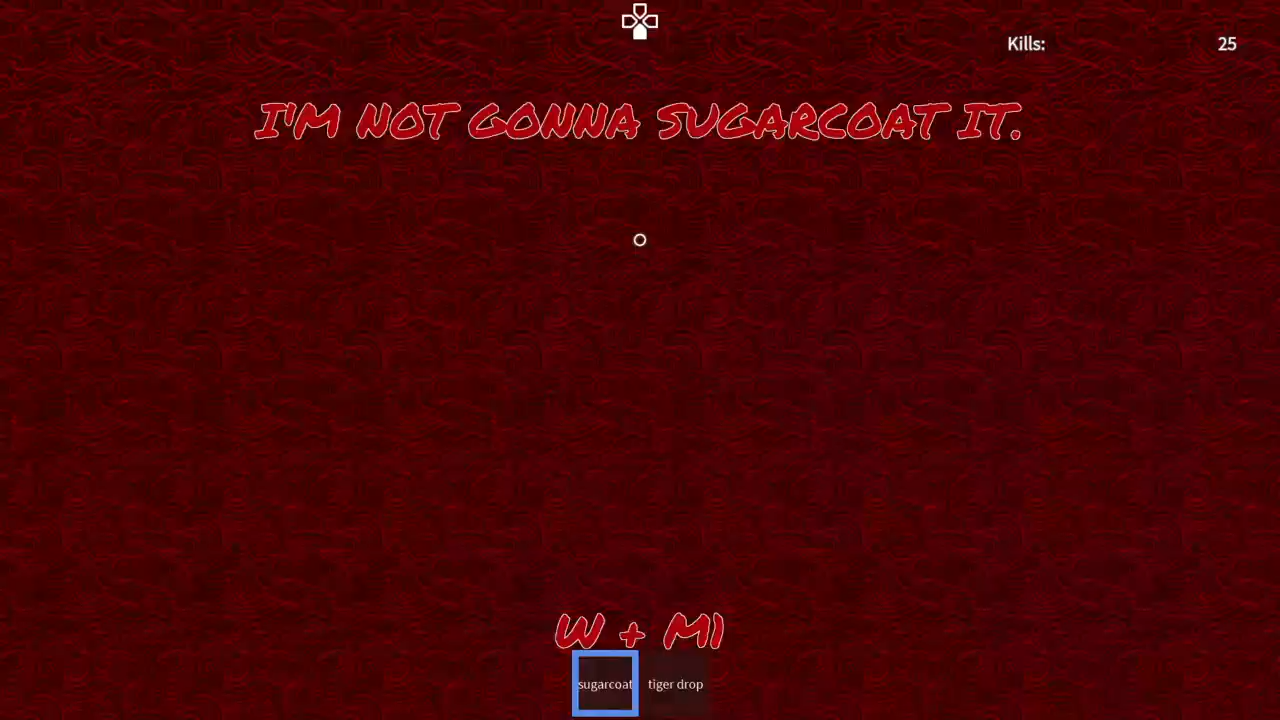 Kills: 25
I'M NOT GONNA SUGARCOAT IT.
W + M1
sugarcoat tiger drop